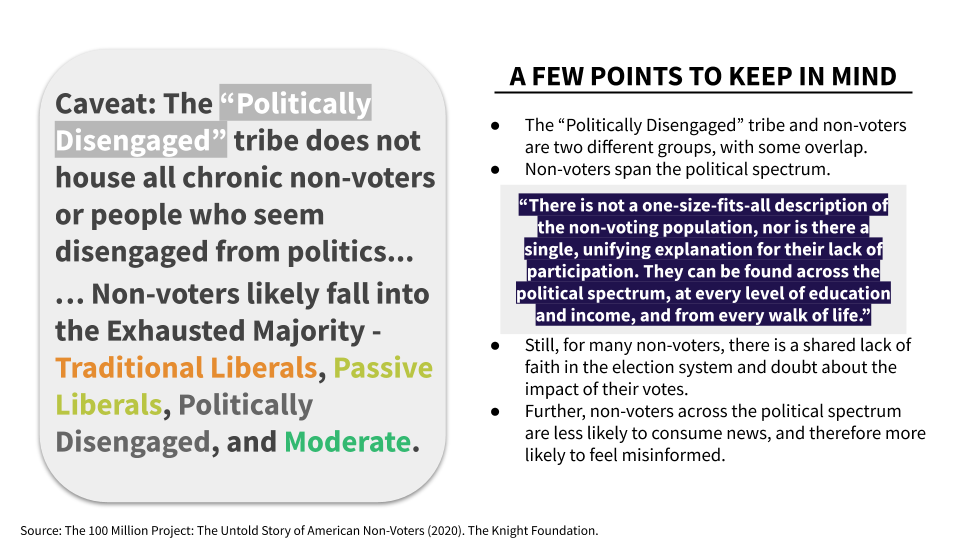 Caveat: The “Politically
Disengaged” tribe does not
house all chronic non-voters
or people who seem
disengaged from politics...
... Non-voters likely fall into
the Exhausted Majority -
Traditional Liberals, Passive
Liberals, Politically
Disengaged, and Moderate.
A FEW POINTS TO KEEP IN MIND
● The “Politically Disengaged” tribe and non-voters
are two different groups, with some overlap.
● Non-voters span the political spectrum.
“There is not a one-size-fits-all description of
the non-voting population, nor is there a
single, unifying explanation for their lack of
participation. They can be found across the
political spectrum, at every level of education
and income, and from every walk of life.”
● Still, for many non-voters, there is a shared lack of
faith in the election system and doubt about the
impact of their votes.
● Further, non-voters across the political spectrum
are less likely to consume news, and therefore more
likely to feel misinformed.
Source: The 100 Million Project: The Untold Story of American Non-Voters (2020). The Knight Foundation.